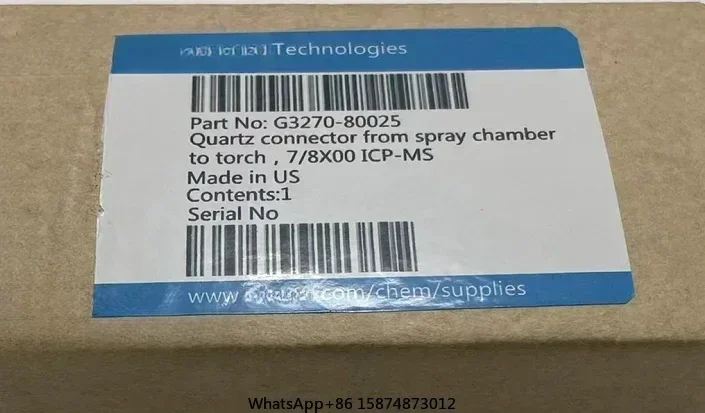 Technologies
Part No: G3270-80025
Quartz connector from spray chamber
to torch , 7/8X00 ICP-MS
Made in US
Contents:1
Serial No
www. .com/chem/supplies
WhatsApp+86 15874873012